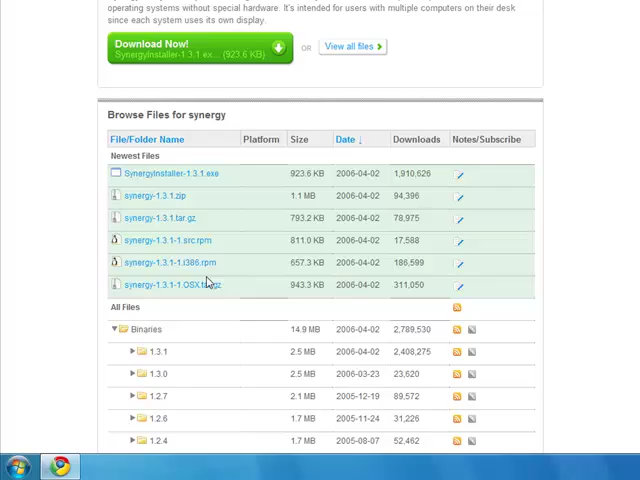 operating systems without special hardware. It's intended for users with multiple computers on their desk
since each system uses its own display.
Download Now!
SynergyInstaller-1.3.1.ex... (923.6 KB)
OR
View all files
Browse Files for synergy
File/Folder Name Platform Size Date ↓ Downloads Notes/Subscribe
Newest Files
SynergyInstaller-1.3.1.exe 923.6 KB 2006-04-02 1,910,626
synergy-1.3.1.zip 1.1 MB 2006-04-02 94,396
synergy-1.3.1.tar.gz 793.2 KB 2006-04-02 78,975
synergy-1.3.1-1.src.rpm 811.0 KB 2006-04-02 17,588
synergy-1.3.1-1.i386.rpm 657.3 KB 2006-04-02 186,599
synergy-1.3.1-1.OSX.tar.gz 943.3 KB 2006-04-02 311,050
All Files
Binaries 14.9 MB 2006-04-02 2,789,530
1.3.1 2.5 MB 2006-04-02 2,408,275
1.3.0 2.5 MB 2006-03-23 23,620
1.2.7 2.1 MB 2005-12-19 89,572
1.2.6 1.7 MB 2005-11-24 31,226
1.2.4 1.7 MB 2005-08-07 52,462